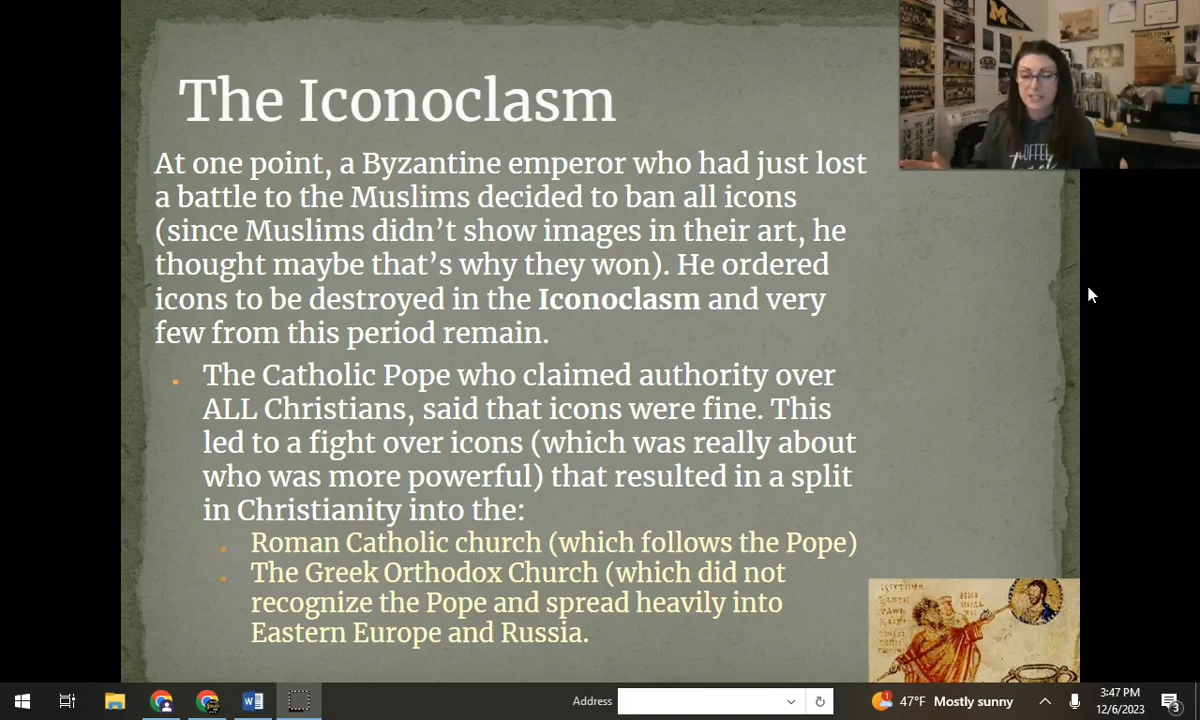 The Iconoclasm
At one point, a Byzantine emperor who had just lost
a battle to the Muslims decided to ban all icons
(since Muslims didn’t show images in their art, he
thought maybe that’s why they won). He ordered
icons to be destroyed in the Iconoclasm and very
few from this period remain.
The Catholic Pope who claimed authority over
ALL Christians, said that icons were fine. This
led to a fight over icons (which was really about
who was more powerful) that resulted in a split
in Christianity into the:
Roman Catholic church (which follows the Pope)
The Greek Orthodox Church (which did not
recognize the Pope and spread heavily into
Eastern Europe and Russia.
M
HAMILTON
Address
1
47°F Mostly sunny
3:47 PM
12/6/2023
3